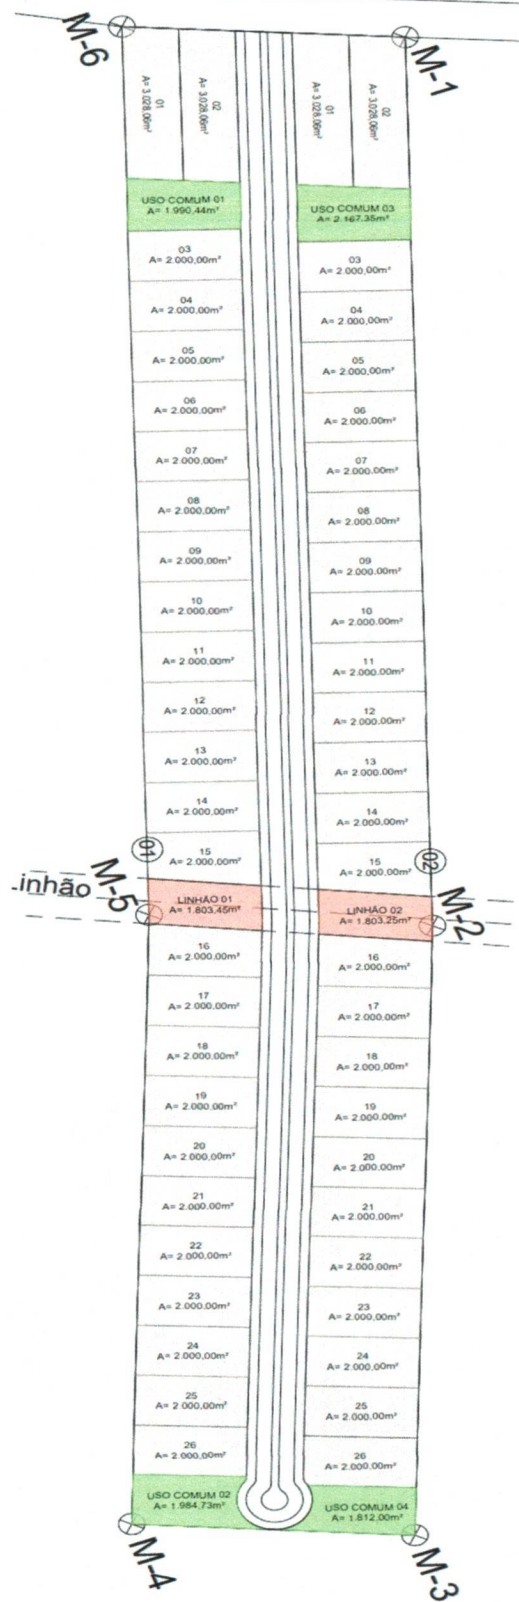 M-6
M-1
01
A= 3.028,06m²
02
A= 3.028,06m²
01
A= 3.028,06m²
02
A= 3.028,06m²
USO COMUM 01
A= 1.990,44m²
USO COMUM 03
A= 2.167,35m²
03
A= 2.000,00m²
03
A= 2.000,00m²
04
A= 2.000,00m²
04
A= 2.000,00m²
05
A= 2.000,00m²
05
A= 2.000,00m²
06
A= 2.000,00m²
06
A= 2.000,00m²
07
A= 2.000,00m²
07
A= 2.000,00m²
08
A= 2.000,00m²
08
A= 2.000,00m²
09
A= 2.000,00m²
09
A= 2.000,00m²
10
A= 2.000,00m²
10
A= 2.000,00m²
11
A= 2.000,00m²
11
A= 2.000,00m²
12
A= 2.000,00m²
12
A= 2.000,00m²
13
A= 2.000,00m²
13
A= 2.000,00m²
14
A= 2.000,00m²
14
A= 2.000,00m²
15
A= 2.000,00m²
15
A= 2.000,00m²
01
02
inhão
M-5
LINHÃO 01
A= 1.803,45m²
LINHÃO 02
A= 1.803,25m²
M-2
16
A= 2.000,00m²
16
A= 2.000,00m²
17
A= 2.000,00m²
17
A= 2.000,00m²
18
A= 2.000,00m²
18
A= 2.000,00m²
19
A= 2.000,00m²
19
A= 2.000,00m²
20
A= 2.000,00m²
20
A= 2.000,00m²
21
A= 2.000,00m²
21
A= 2.000,00m²
22
A= 2.000,00m²
22
A= 2.000,00m²
23
A= 2.000,00m²
23
A= 2.000,00m²
24
A= 2.000,00m²
24
A= 2.000,00m²
25
A= 2.000,00m²
25
A= 2.000,00m²
26
A= 2.000,00m²
26
A= 2.000,00m²
USO COMUM 02
A= 1.984,73m²
USO COMUM 04
A= 1.812,00m²
M-4
M-3